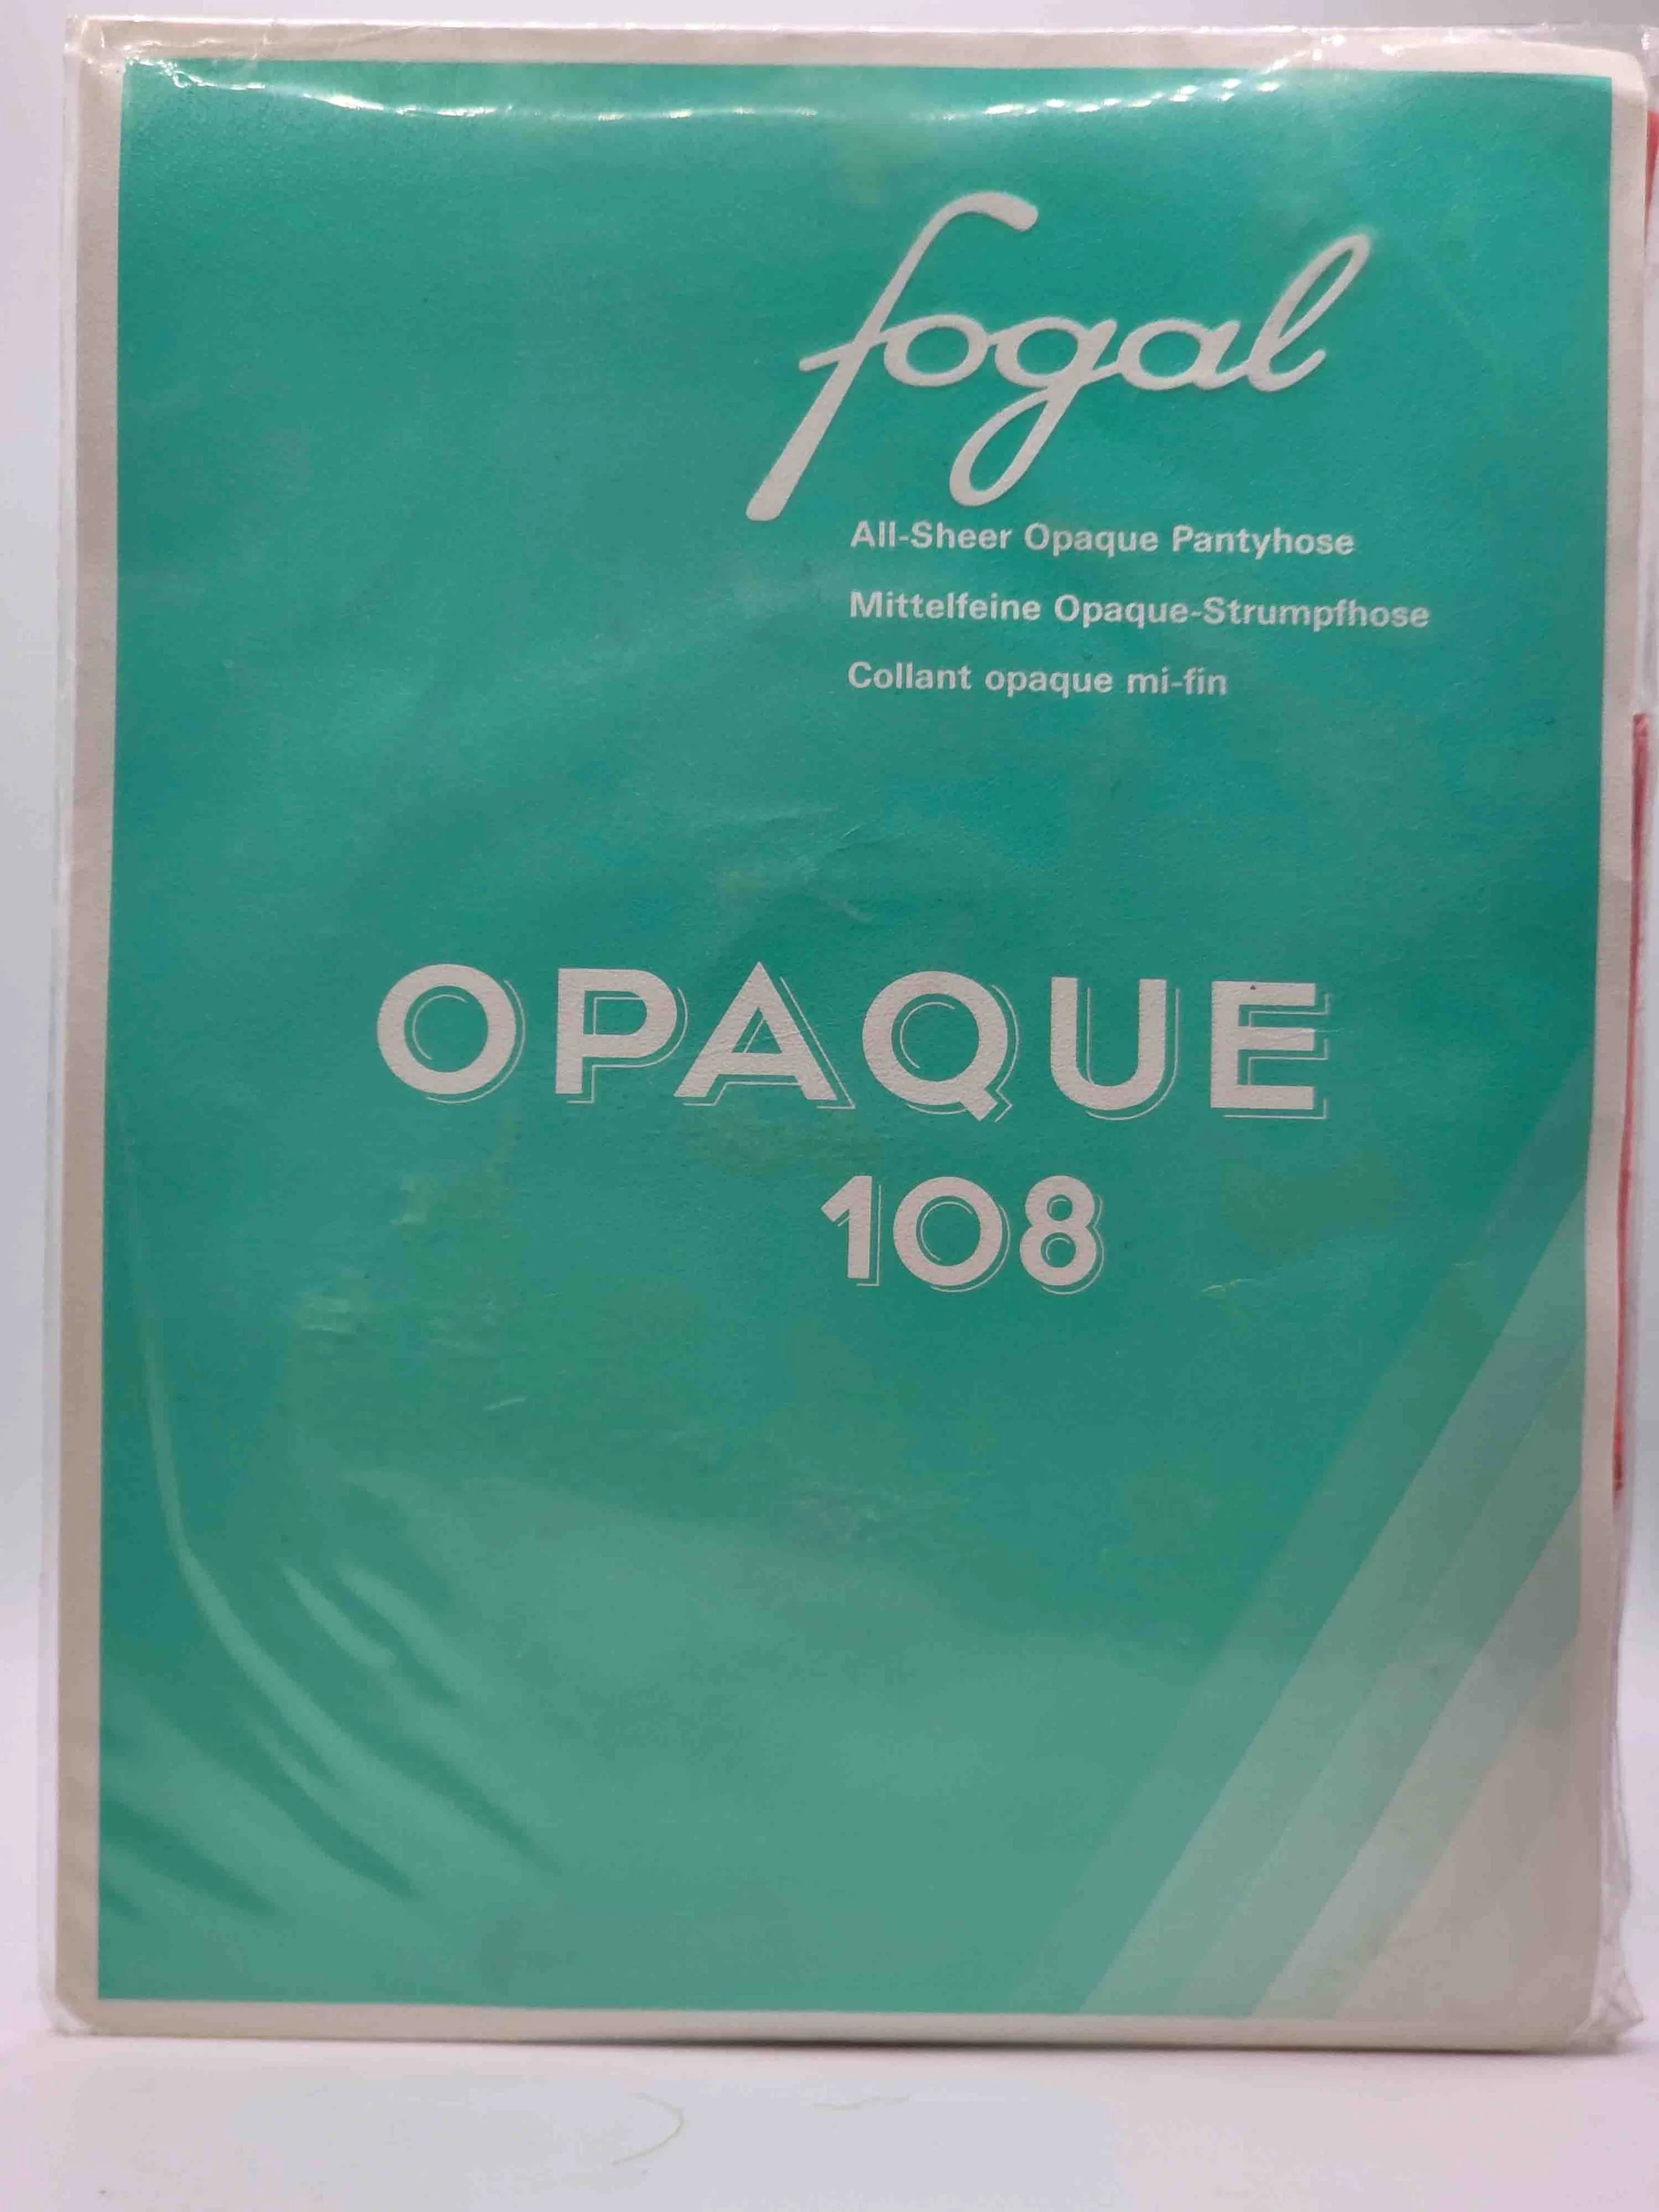 fogal
All-Sheer Opaque Pantyhose
Mittelfeine Opaque-Strumpfhose
Collant opaque mi-fin
OPAQUE
108